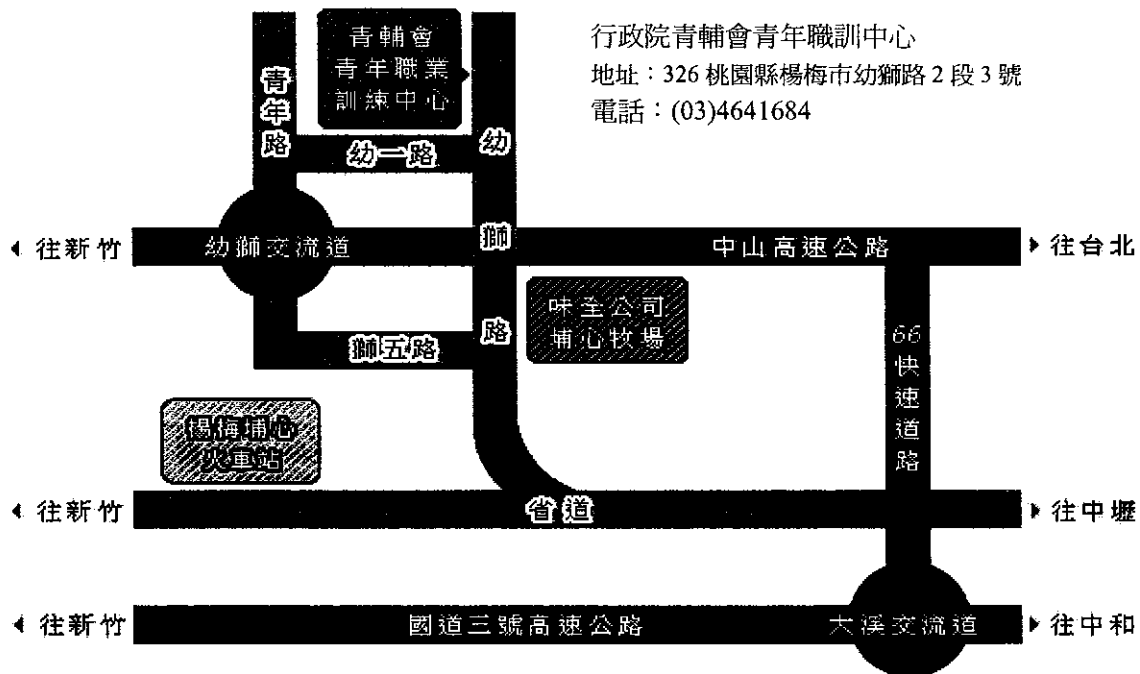 行政院青輔會青年職訓中心
地址：326桃園縣楊梅市幼獅路2段3號
電話：(03)4641684
青輔會
青年職業
訓練中心
青年路
幼一路
幼獅路
往新竹
幼獅交流道
中山高速公路
往台北
味全公司
埔心牧場
獅五路
66快速道路
楊梅埔心
火車站
往新竹
省道
往中壢
往新竹
國道三號高速公路
大溪交流道
往中和